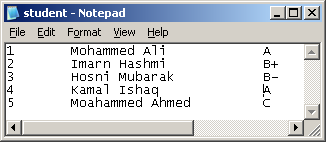 student - Notepad
File Edit Format View Help
1 Mohammed Ali A
2 Imarn Hashmi B+
3 Hosni Mubarak B-
4 Kamal Ishaq A
5 Moahammed Ahmed C